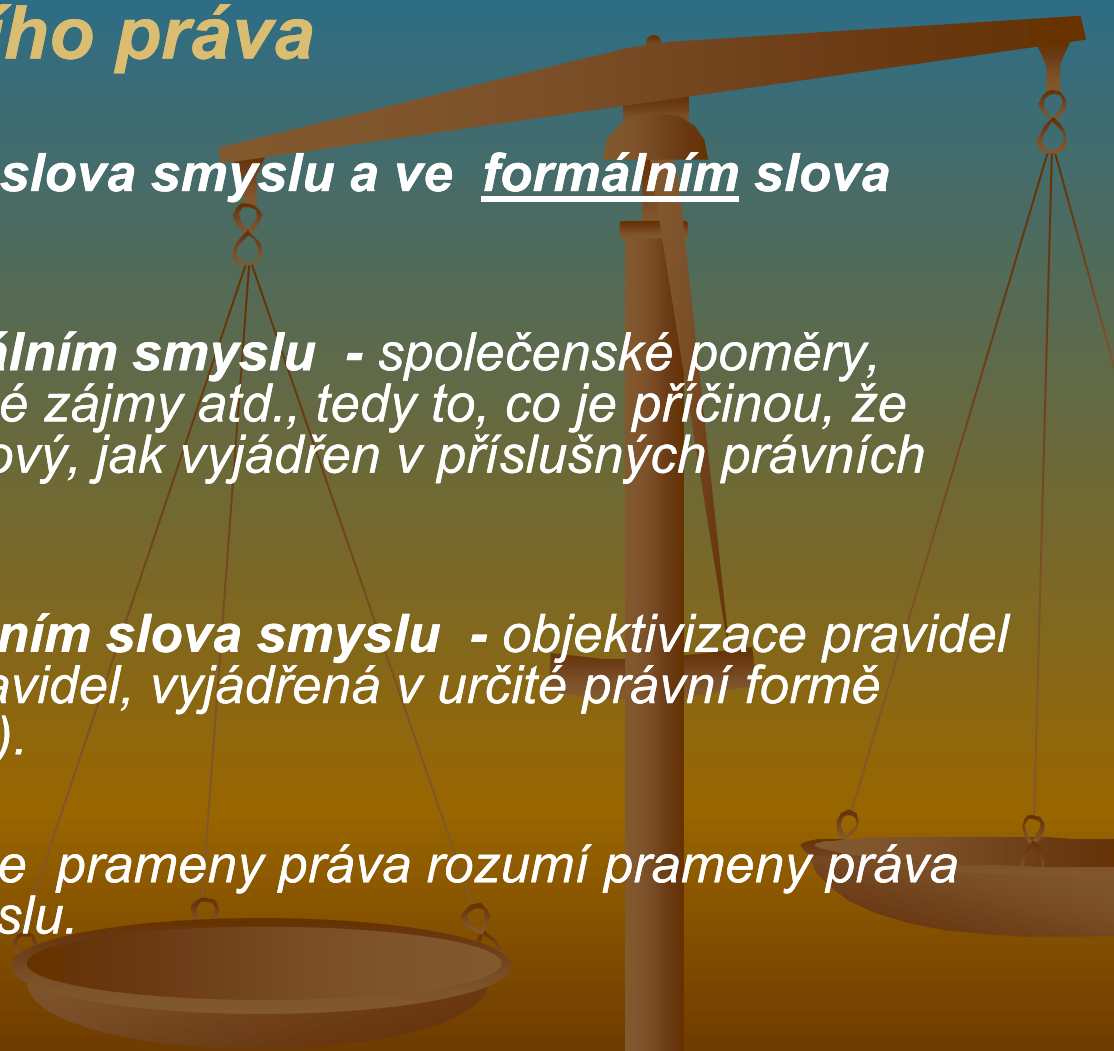 ího práva
slova smyslu a ve formálním slova
álním smyslu - společenské poměry,
é zájmy atd., tedy to, co je příčinou, že
ový, jak vyjádřen v příslušných právních
ním slova smyslu - objektivizace pravidel
avidel, vyjádřená v určité právní formě
).
e prameny práva rozumí prameny práva
slu.